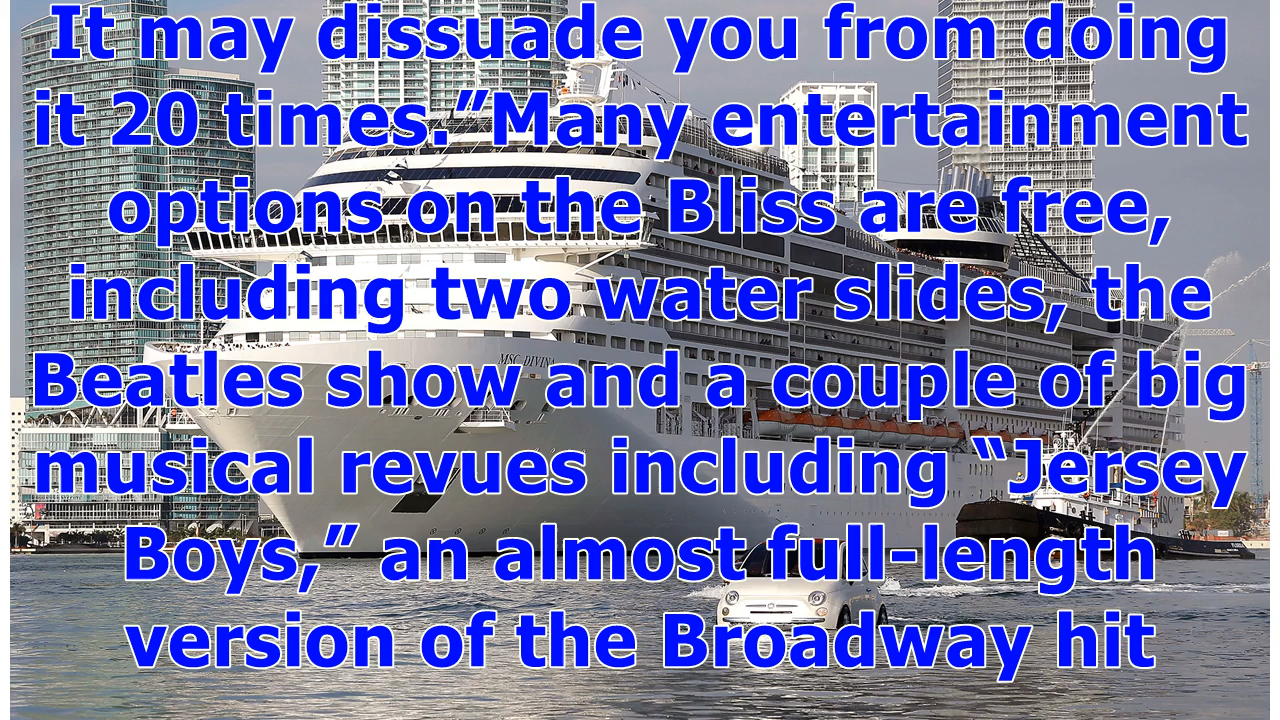 It may dissuade you from doing
it 20 times.”Many entertainment
options on the Bliss are free,
including two water slides, the
Beatles show and a couple of big
MSC DIVINA
musical revues including “Jersey
Boys,” an almost full-length
version of the Broadway hit